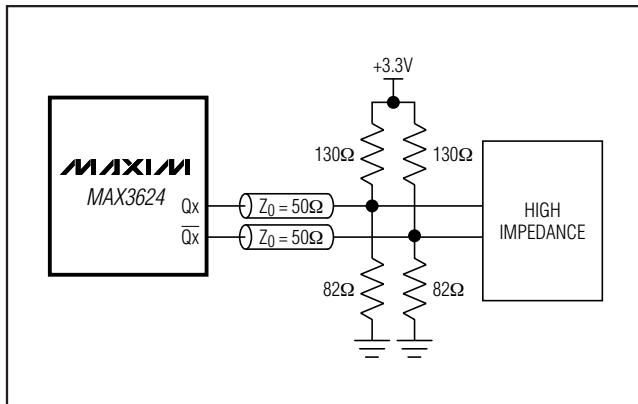 +3.3V
130Ω 130Ω
MAXIM
MAX3624
Qx Z₀ = 50Ω
Q̅x̅ Z₀ = 50Ω
HIGH
IMPEDANCE
82Ω 82Ω